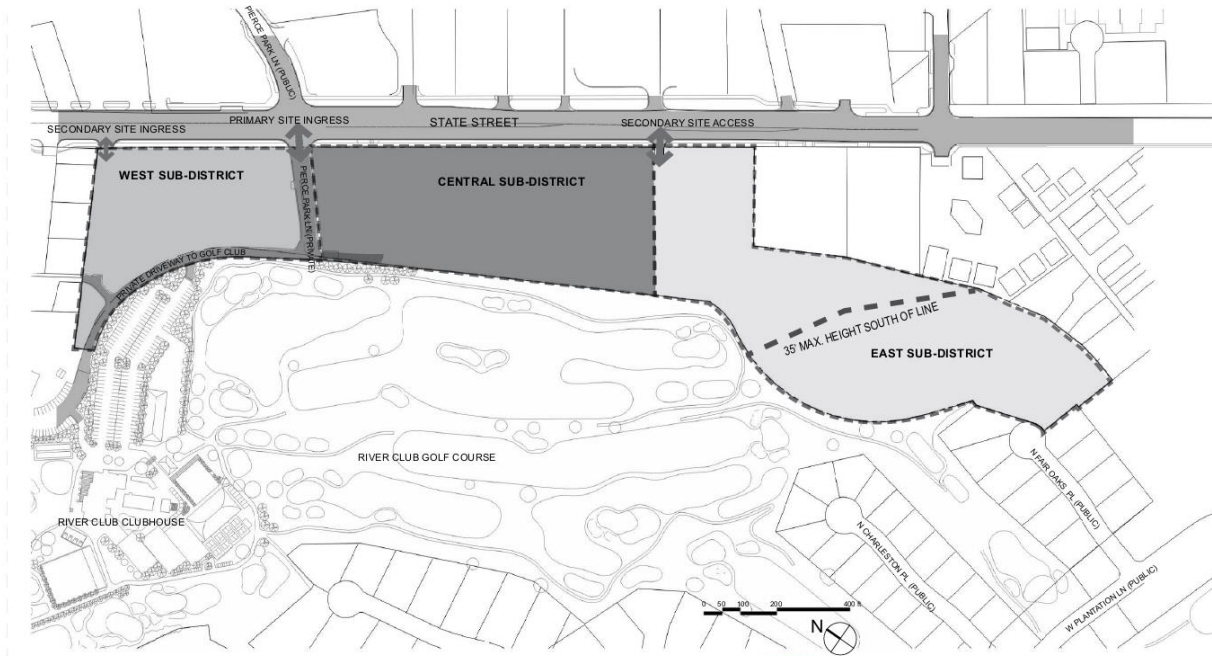 PIERCE PARK LN (PUBLIC)
SECONDARY SITE INGRESS
PRIMARY SITE INGRESS
STATE STREET
SECONDARY SITE ACCESS
WEST SUB-DISTRICT
CENTRAL SUB-DISTRICT
PIERCE PARK LN (PRIVATE)
PRIVATE DRIVEWAY TO GOLF CLUB
35' MAX. HEIGHT SOUTH OF LINE
EAST SUB-DISTRICT
RIVER CLUB GOLF COURSE
RIVER CLUB CLUBHOUSE
N FAIR OAKS PL (PUBLIC)
N CHARLESTON PL (PUBLIC)
W PLANTATION LN (PUBLIC)
0 50 100 200 400 ft
N